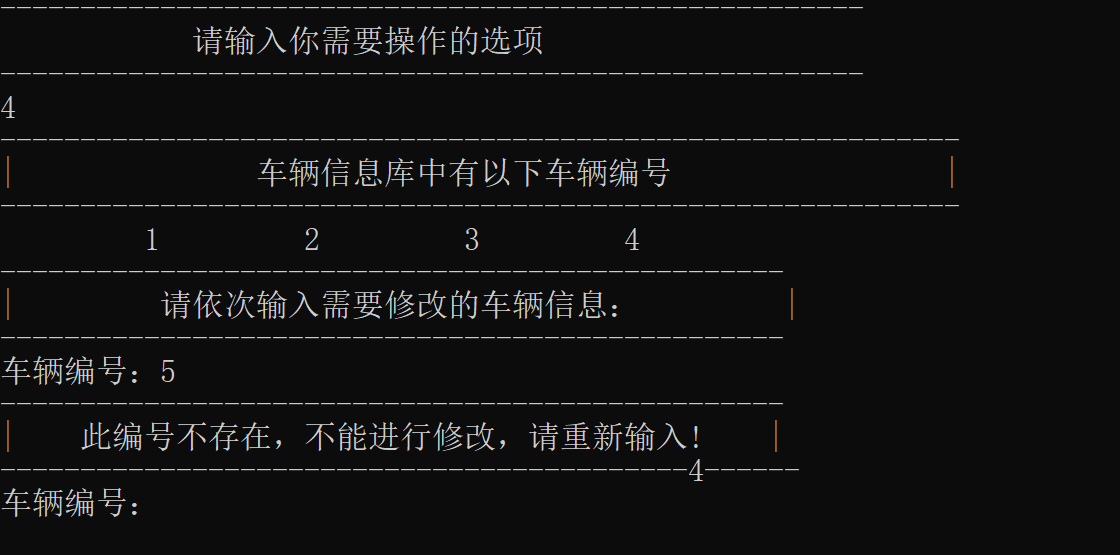 ------------------------------------------------------
请输入你需要操作的选项
------------------------------------------------------
4
------------------------------------------------------------
| 车辆信息库中有以下车辆编号 |
------------------------------------------------------------
1 2 3 4
-------------------------------------------------
| 请依次输入需要修改的车辆信息： |
-------------------------------------------------
车辆编号：5
-------------------------------------------------
| 此编号不存在，不能进行修改，请重新输入！ |
-------------------------------------------4------
车辆编号：